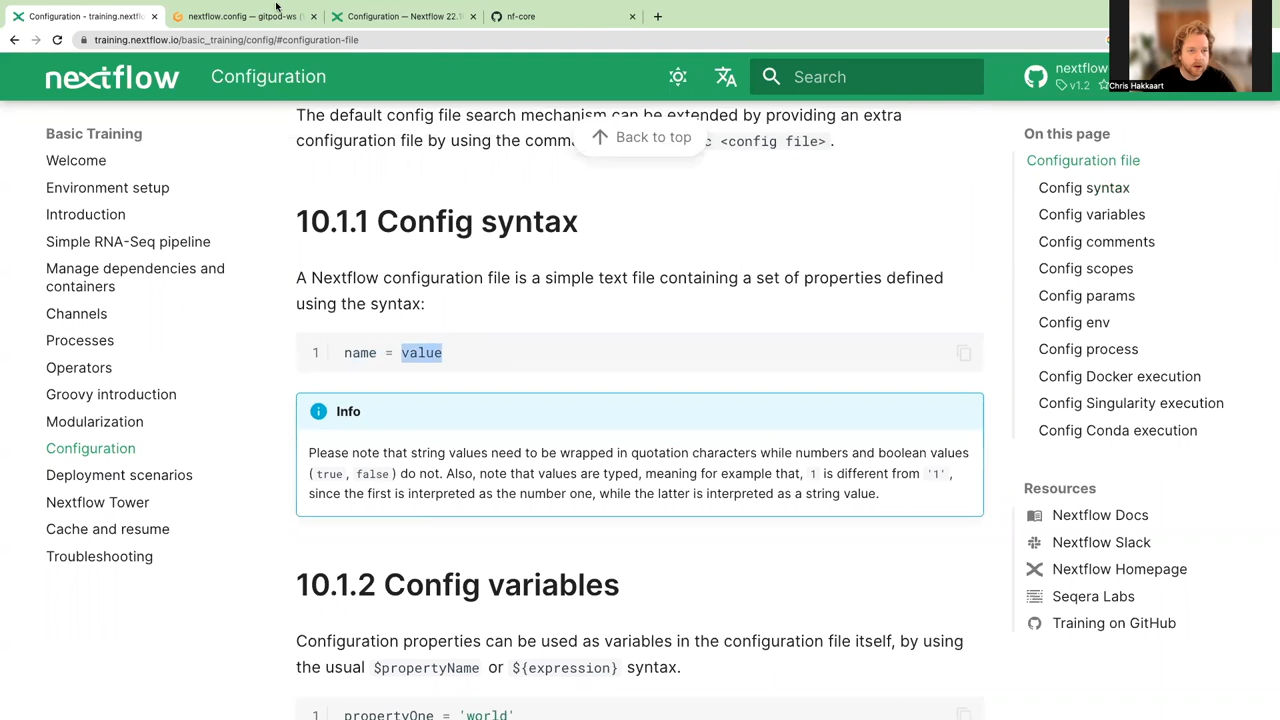 Configuration - training.nextfl
nextflow.config — gitpod-ws
Configuration — Nextflow 22.1
nf-core
training.nextflow.io/basic_training/config/#configuration-file
nextflow
Configuration
Search
nextflow
v1.2
Chris Hakkaart
Basic Training
Welcome
Environment setup
Introduction
Simple RNA-Seq pipeline
Manage dependencies and
containers
Channels
Processes
Operators
Groovy introduction
Modularization
Configuration
Deployment scenarios
Nextflow Tower
Cache and resume
Troubleshooting
The default config file search mechanism can be extended by providing an extra
configuration file by using the comm
c <config file>.
Back to top
10.1.1 Config syntax
A Nextflow configuration file is a simple text file containing a set of properties defined
using the syntax:
1 name = value
Info
Please note that string values need to be wrapped in quotation characters while numbers and boolean values
(true, false) do not. Also, note that values are typed, meaning for example that, 1 is different from '1',
since the first is interpreted as the number one, while the latter is interpreted as a string value.
10.1.2 Config variables
Configuration properties can be used as variables in the configuration file itself, by using
the usual $propertyName or ${expression} syntax.
1 propertyOne = 'world'
On this page
Configuration file
Config syntax
Config variables
Config comments
Config scopes
Config params
Config env
Config process
Config Docker execution
Config Singularity execution
Config Conda execution
Resources
Nextflow Docs
Nextflow Slack
Nextflow Homepage
Seqera Labs
Training on GitHub